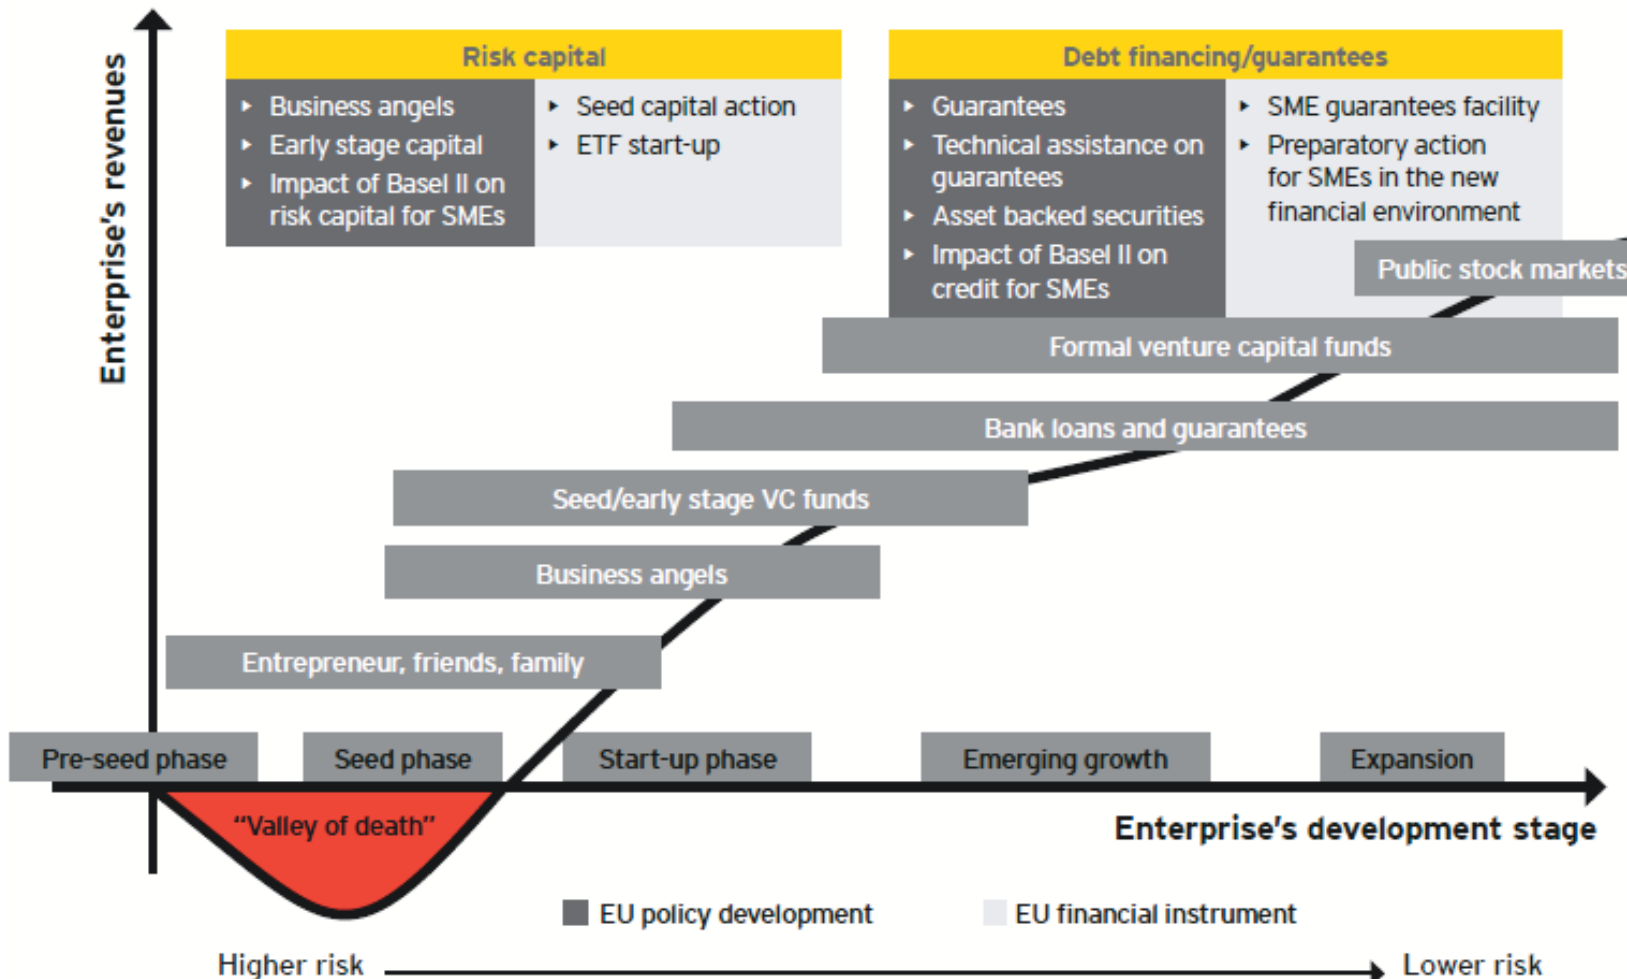 Enterprise's revenues
Risk capital
▸ Business angels
▸ Early stage capital
▸ Impact of Basel II on
risk capital for SMEs
▸ Seed capital action
▸ ETF start-up
Debt financing/guarantees
▸ Guarantees
▸ Technical assistance on
guarantees
▸ Asset backed securities
▸ Impact of Basel II on
credit for SMEs
▸ SME guarantees facility
▸ Preparatory action
for SMEs in the new
financial environment
Public stock markets
Formal venture capital funds
Bank loans and guarantees
Seed/early stage VC funds
Business angels
Entrepreneur, friends, family
Pre-seed phase
Seed phase
Start-up phase
Emerging growth
Expansion
“Valley of death”
Enterprise's development stage
EU policy development
EU financial instrument
Higher risk
Lower risk